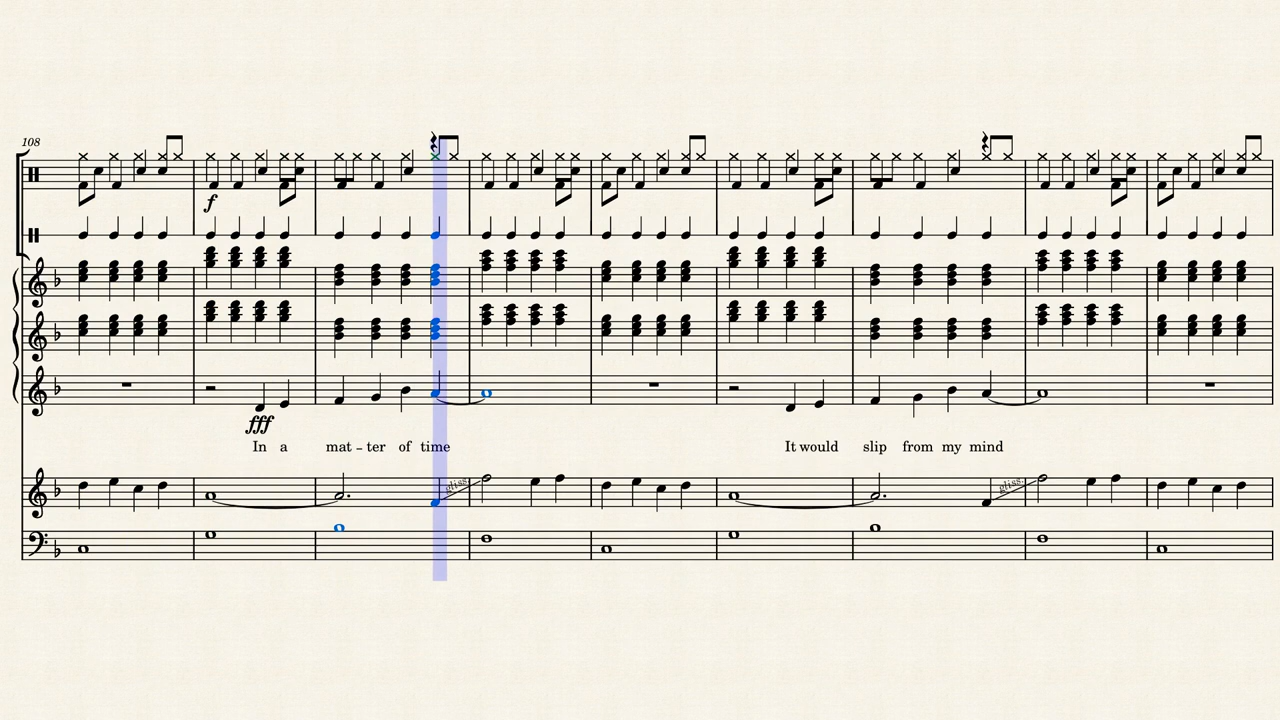 108
f
fff
In a mat – ter of time It would slip from my mind
gliss. gliss.